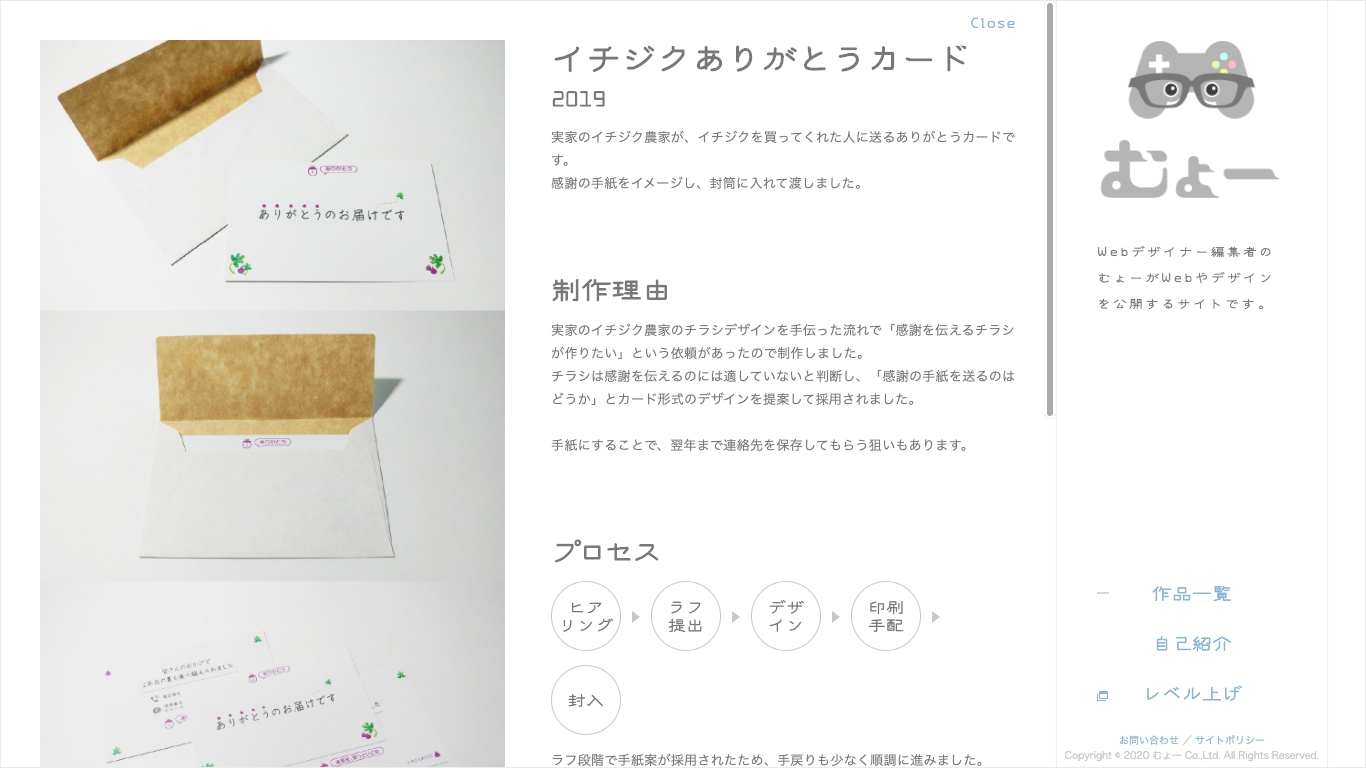 Close
イチジクありがとうカード
2019
実家のイチジク農家が、イチジクを買ってくれた人に送るありがとうカードで
す。
感謝の手紙をイメージし、封筒に入れて渡しました。
制作理由
実家のイチジク農家のチラシデザインを手伝った流れで「感謝を伝えるチラシ
が作りたい」という依頼があったので制作しました。
チラシは感謝を伝えるのには適していないと判断し、「感謝の手紙を送るのは
どうか」とカード形式のデザインを提案して採用されました。
手紙にすることで、翌年まで連絡先を保存してもらう狙いもあります。
プロセス
ヒア
リング
ラフ
提出
デザ
イン
印刷
手配
封入
ラフ段階で手紙案が採用されたため、手戻りも少なく順調に進みました。
ありがとう
ありがとうのお届けです
ありがとう
皆さんのおかげで
ありがとう
ありがとうのお届けです
むょー
Webデザイナー編集者の
むょーがWebやデザイン
を公開するサイトです。
作品一覧
自己紹介
レベル上げ
お問い合わせ ／ サイトポリシー
Copyright © 2020 むょー Co.,Ltd. All Rights Reserved.